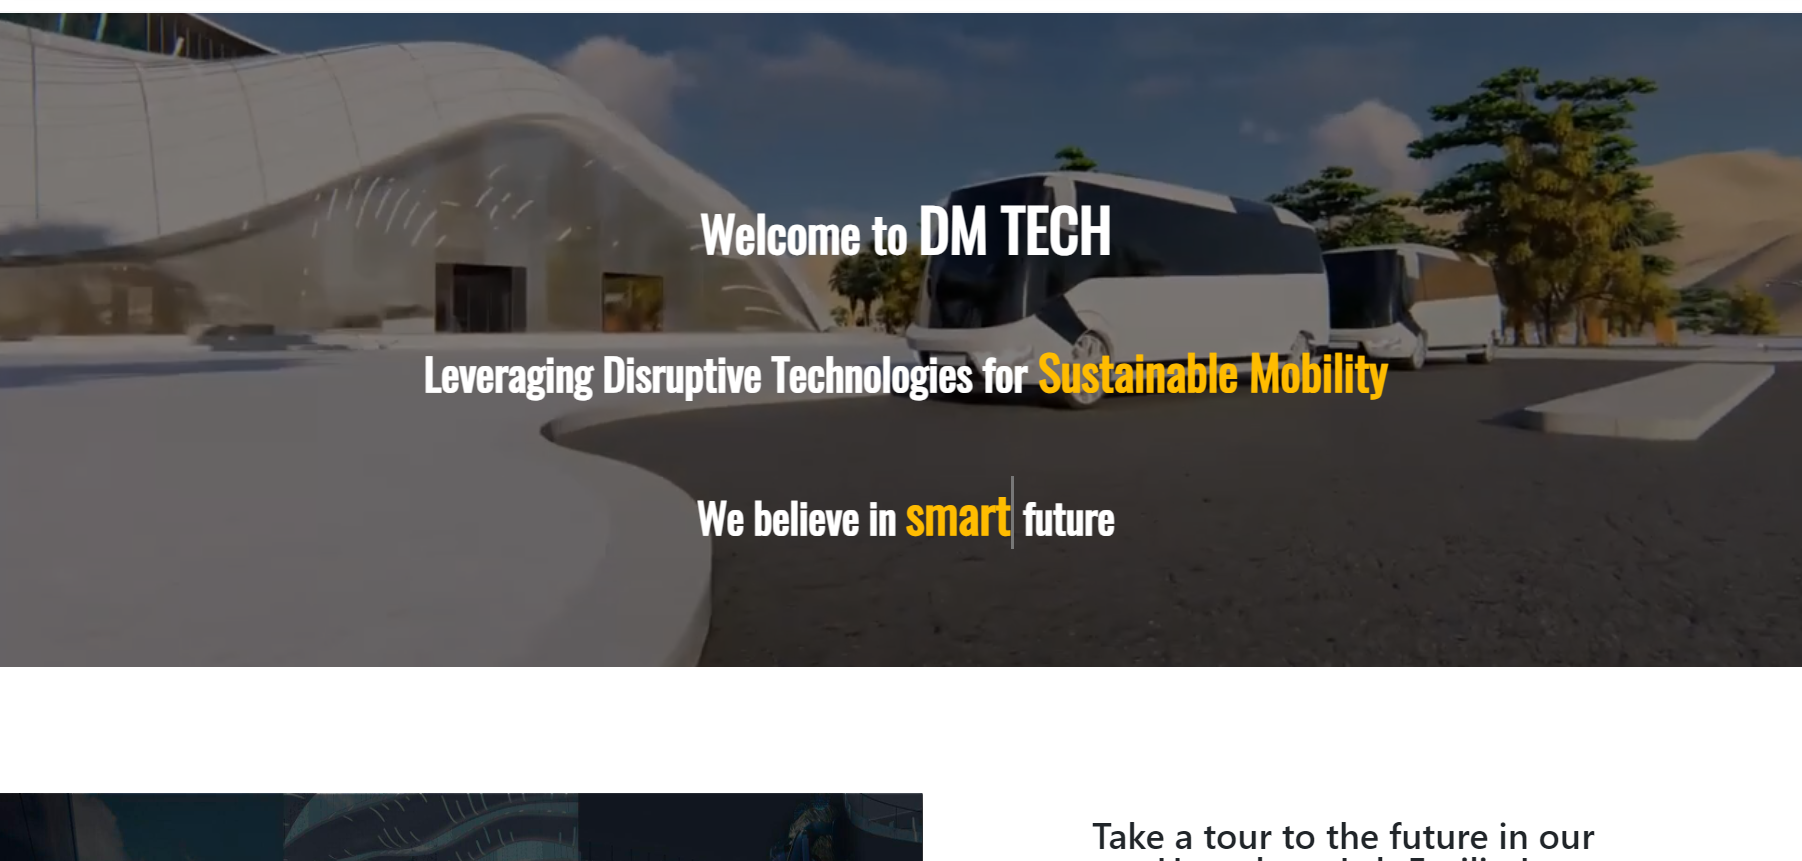 Welcome to DM TECH
Leveraging Disruptive Technologies for Sustainable Mobility
We believe in smart future
Take a tour to the future in our